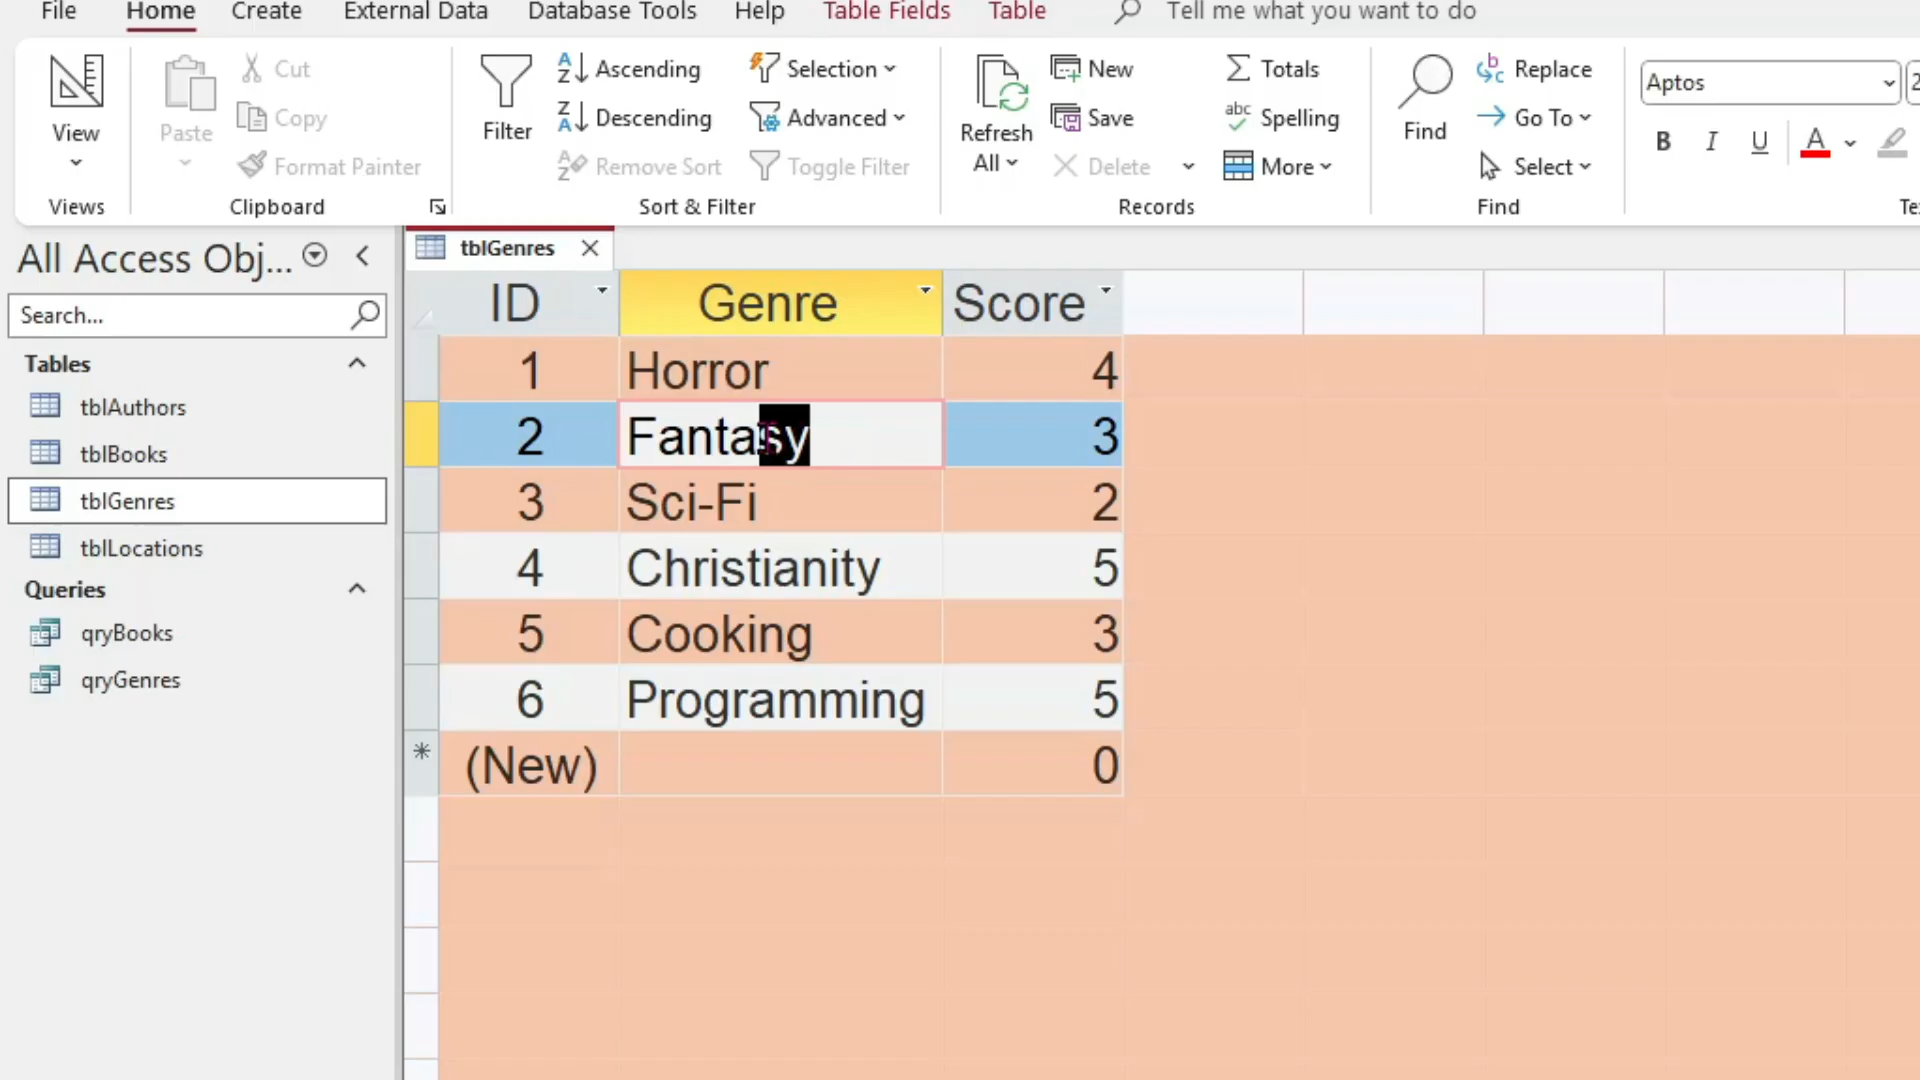 File Home Create External Data Database Tools Help Table Fields Table Tell me what you want to do
View
Views
Paste
Cut
Copy
Format Painter
Clipboard
Filter
Ascending
Descending
Remove Sort
Selection
Advanced
Toggle Filter
Sort & Filter
Refresh
All
New
Save
Delete
Totals
Spelling
More
Records
Find
Replace
Go To
Select
Find
Aptos
B I U A
All Access Obj...
Search...
Tables
tblAuthors
tblBooks
tblGenres
tblLocations
Queries
qryBooks
qryGenres
tblGenres
ID Genre Score
1 Horror 4
2 Fantasy 3
3 Sci-Fi 2
4 Christianity 5
5 Cooking 3
6 Programming 5
* (New) 0